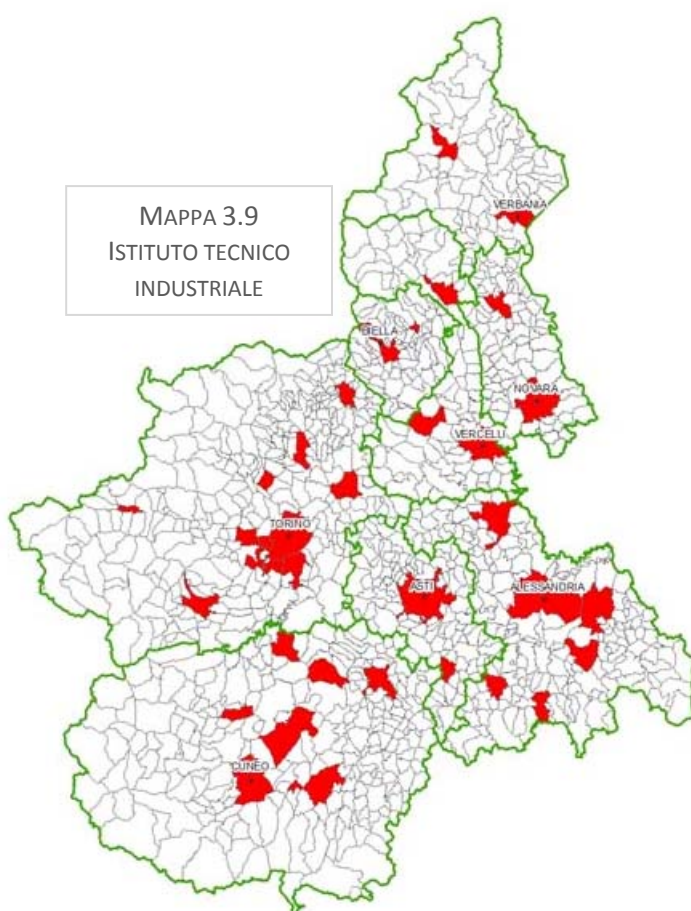 MAPPA 3.9
ISTITUTO TECNICO
INDUSTRIALE
VERBANIA
BIELLA
NOVARA
VERCELLI
TORINO
ASTI
ALESSANDRIA
CUNEO